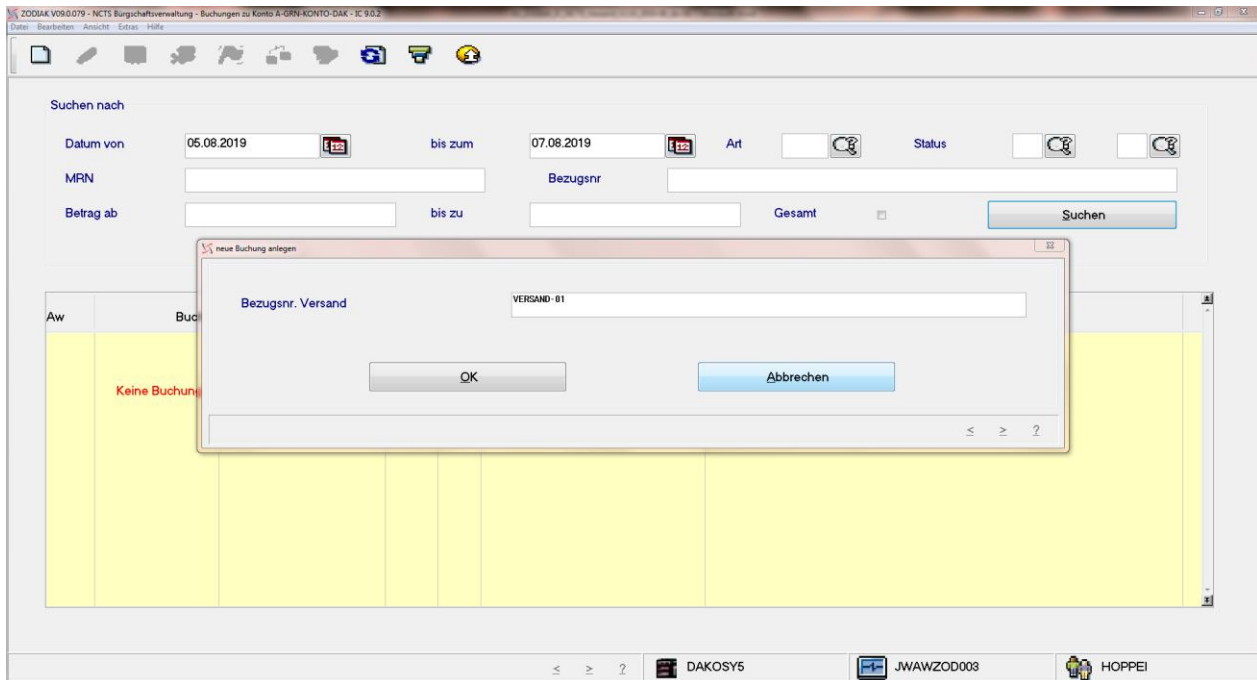 ZODIAK V09.0.079 - NCTS Bürgschaftsverwaltung - Buchungen zu Konto A-GRN-KONTO-DAK - IC 9.0.2
Datei Bearbeiten Ansicht Extras Hilfe
Suchen nach
Datum von 05.08.2019 12 bis zum 07.08.2019 12 Art Status
MRN Bezugsnr
Betrag ab bis zu Gesamt Suchen
neue Buchung anlegen
Bezugsnr. Versand VERSAND-01
Aw Buc
OK Abbrechen
Keine Buchung
≤ ≥ ?
≤ ≥ ? DAKOSY5 JWAWZOD003 HOPPEI